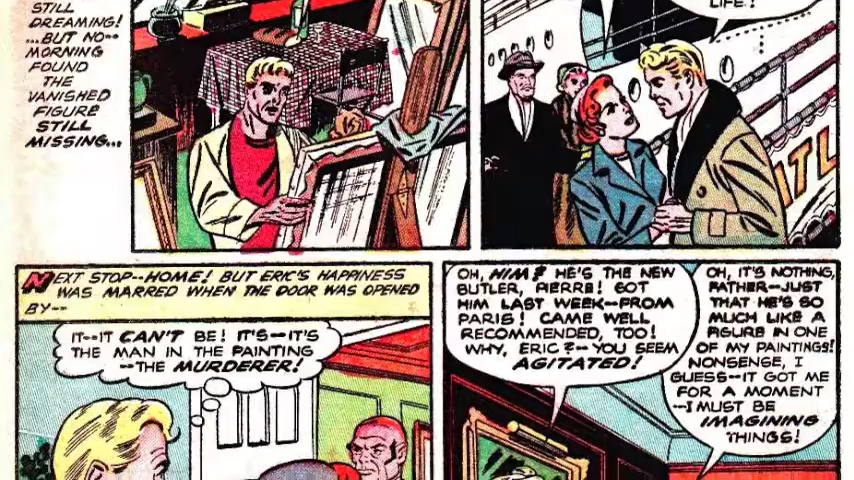 STILL
DREAMING!
...BUT NO--
MORNING
FOUND
THE
VANISHED
FIGURE
STILL
MISSING...
LIFE!
ATL
NEXT STOP--HOME! BUT ERIC'S HAPPINESS
WAS MARRED WHEN THE DOOR WAS OPENED
BY--
IT--IT CAN'T BE! IT'S--IT'S
THE MAN IN THE PAINTING
--THE MURDERER!
OH, HIM? HE'S THE NEW
BUTLER, PIERRE! GOT
HIM LAST WEEK--FROM
PARIS! CAME WELL
RECOMMENDED, TOO!
WHY, ERIC?--YOU SEEM
AGITATED!
OH, IT'S NOTHING,
FATHER--JUST
THAT HE'S SO
MUCH LIKE A
FIGURE IN ONE
OF MY PAINTINGS!
NONSENSE, I
GUESS--IT GOT ME
FOR A MOMENT
--I MUST BE
IMAGINING
THINGS!